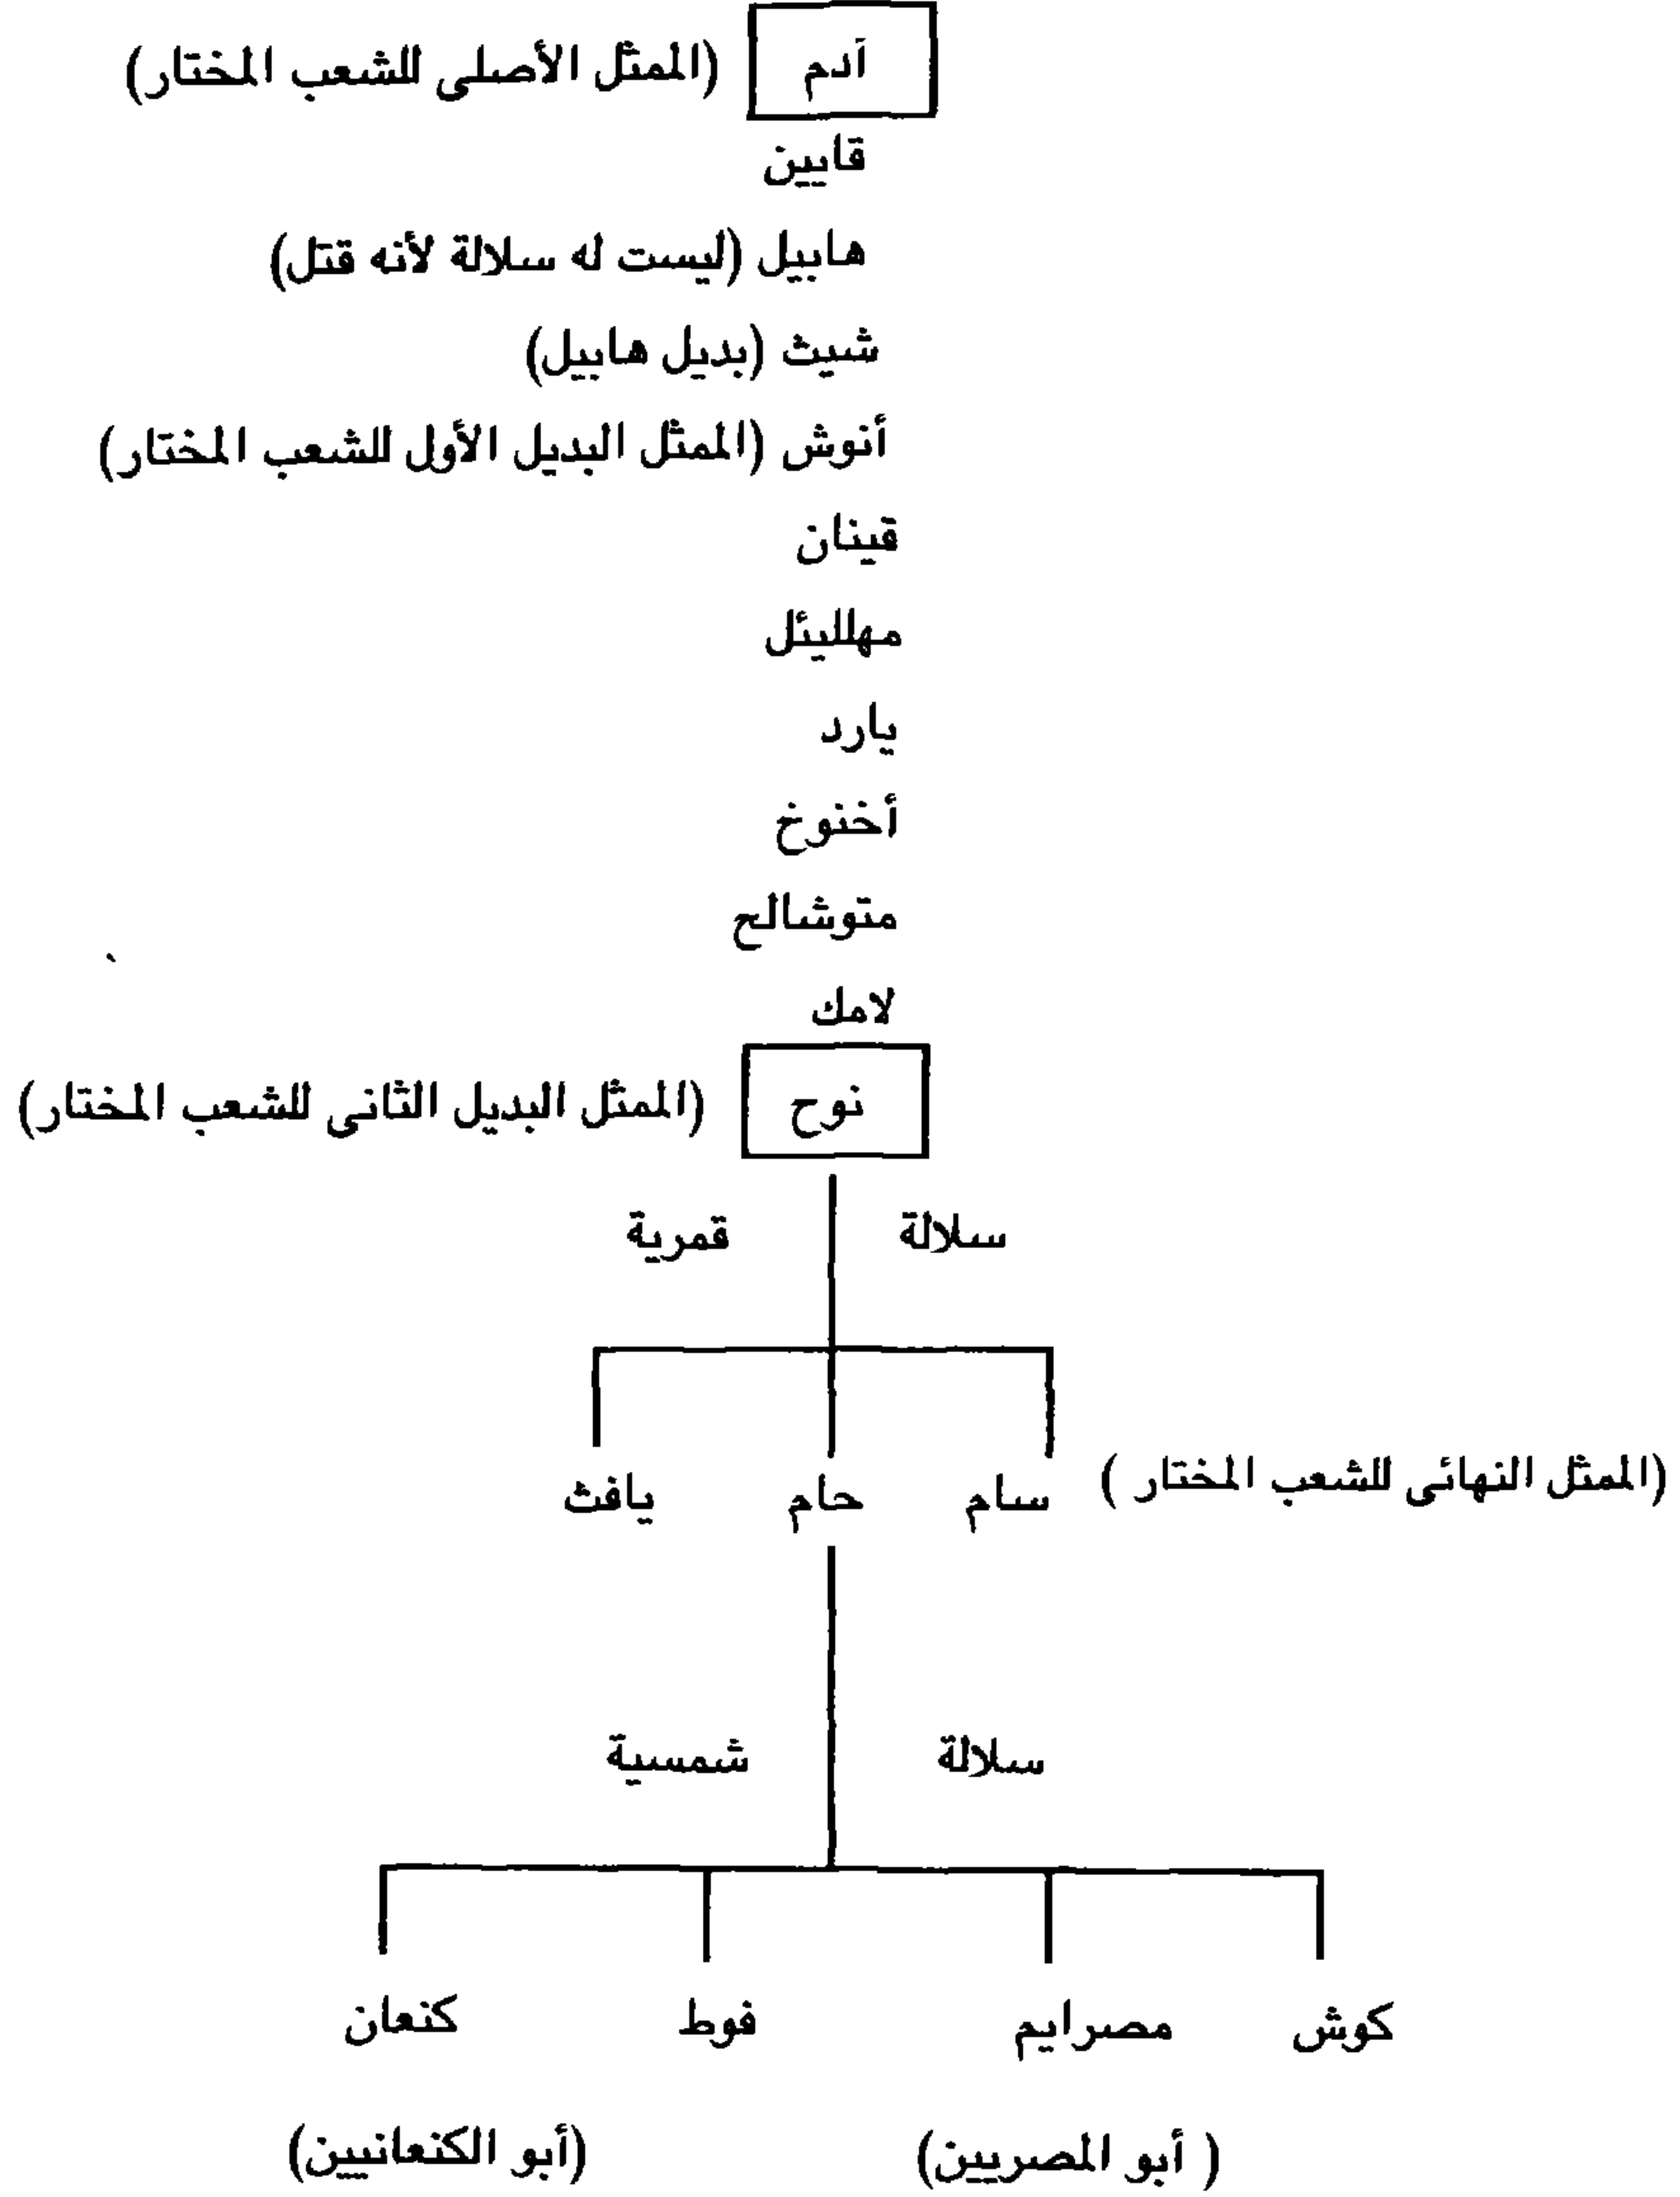 آدم (الممثل الأصلى للشعب المختار)
قايين
هابيل (ليست له سلالة لأنه قتل)
شيث (بديل هابيل)
أنوش (الممثل البديل الأول للشعب المختار)
قينان
مهلليئل
يارد
أخنوخ
متوشالح
لامك
نوح (الممثل البديل الثانى للشعب المختار)
سلالة قمرية
(الممثل النهائى للشعب المختار ) سام حام يافث
سلالة شمسية
كوش مصرايم فوط كنعان
( أبو المصريين) (أبو الكنعانيين)